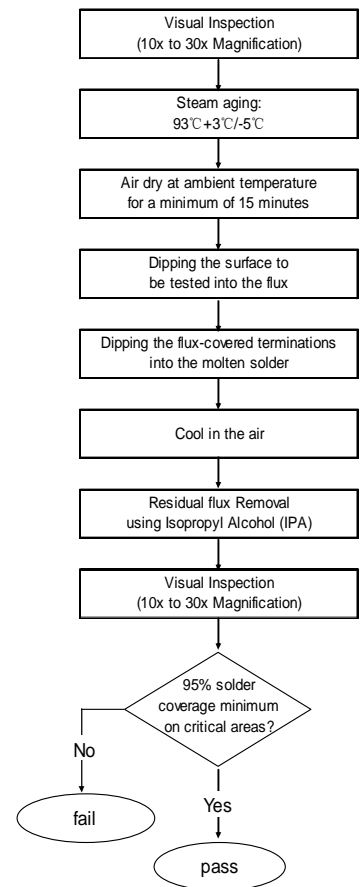 Visual Inspection
(10x to 30x Magnification)
Steam aging:
93℃+3℃/-5℃
Air dry at ambient temperature
for a minimum of 15 minutes
Dipping the surface to
be tested into the flux
Dipping the flux-covered terminations
into the molten solder
Cool in the air
Residual flux Removal
using Isopropyl Alcohol (IPA)
Visual Inspection
(10x to 30x Magnification)
95% solder
coverage minimum
on critical areas?
No
Yes
fail
pass